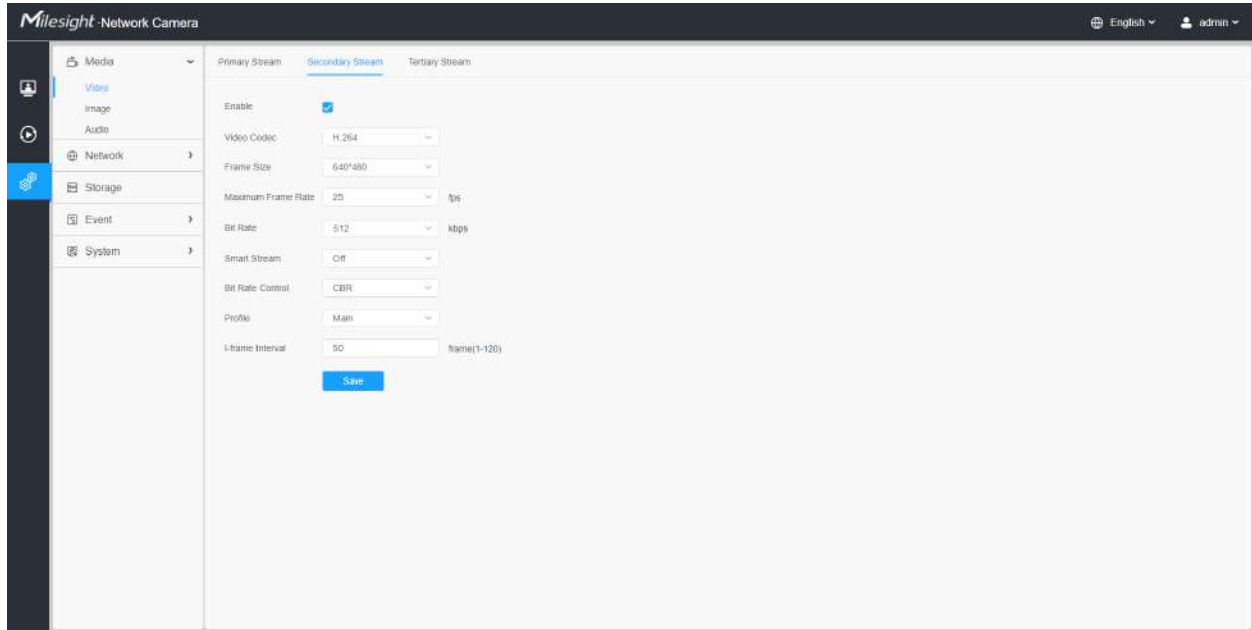 Milesight Network Camera
English
admin
Media
Video
Image
Audio
Network
Storage
Event
System
Primary Stream Secondary Stream Tertiary Stream
Enable
Video Codec H.264
Frame Size 640*480
Maximum Frame Rate 25 fps
Bit Rate 512 kbps
Smart Stream Off
Bit Rate Control CBR
Profile Main
I-frame Interval 50 frame(1-120)
Save